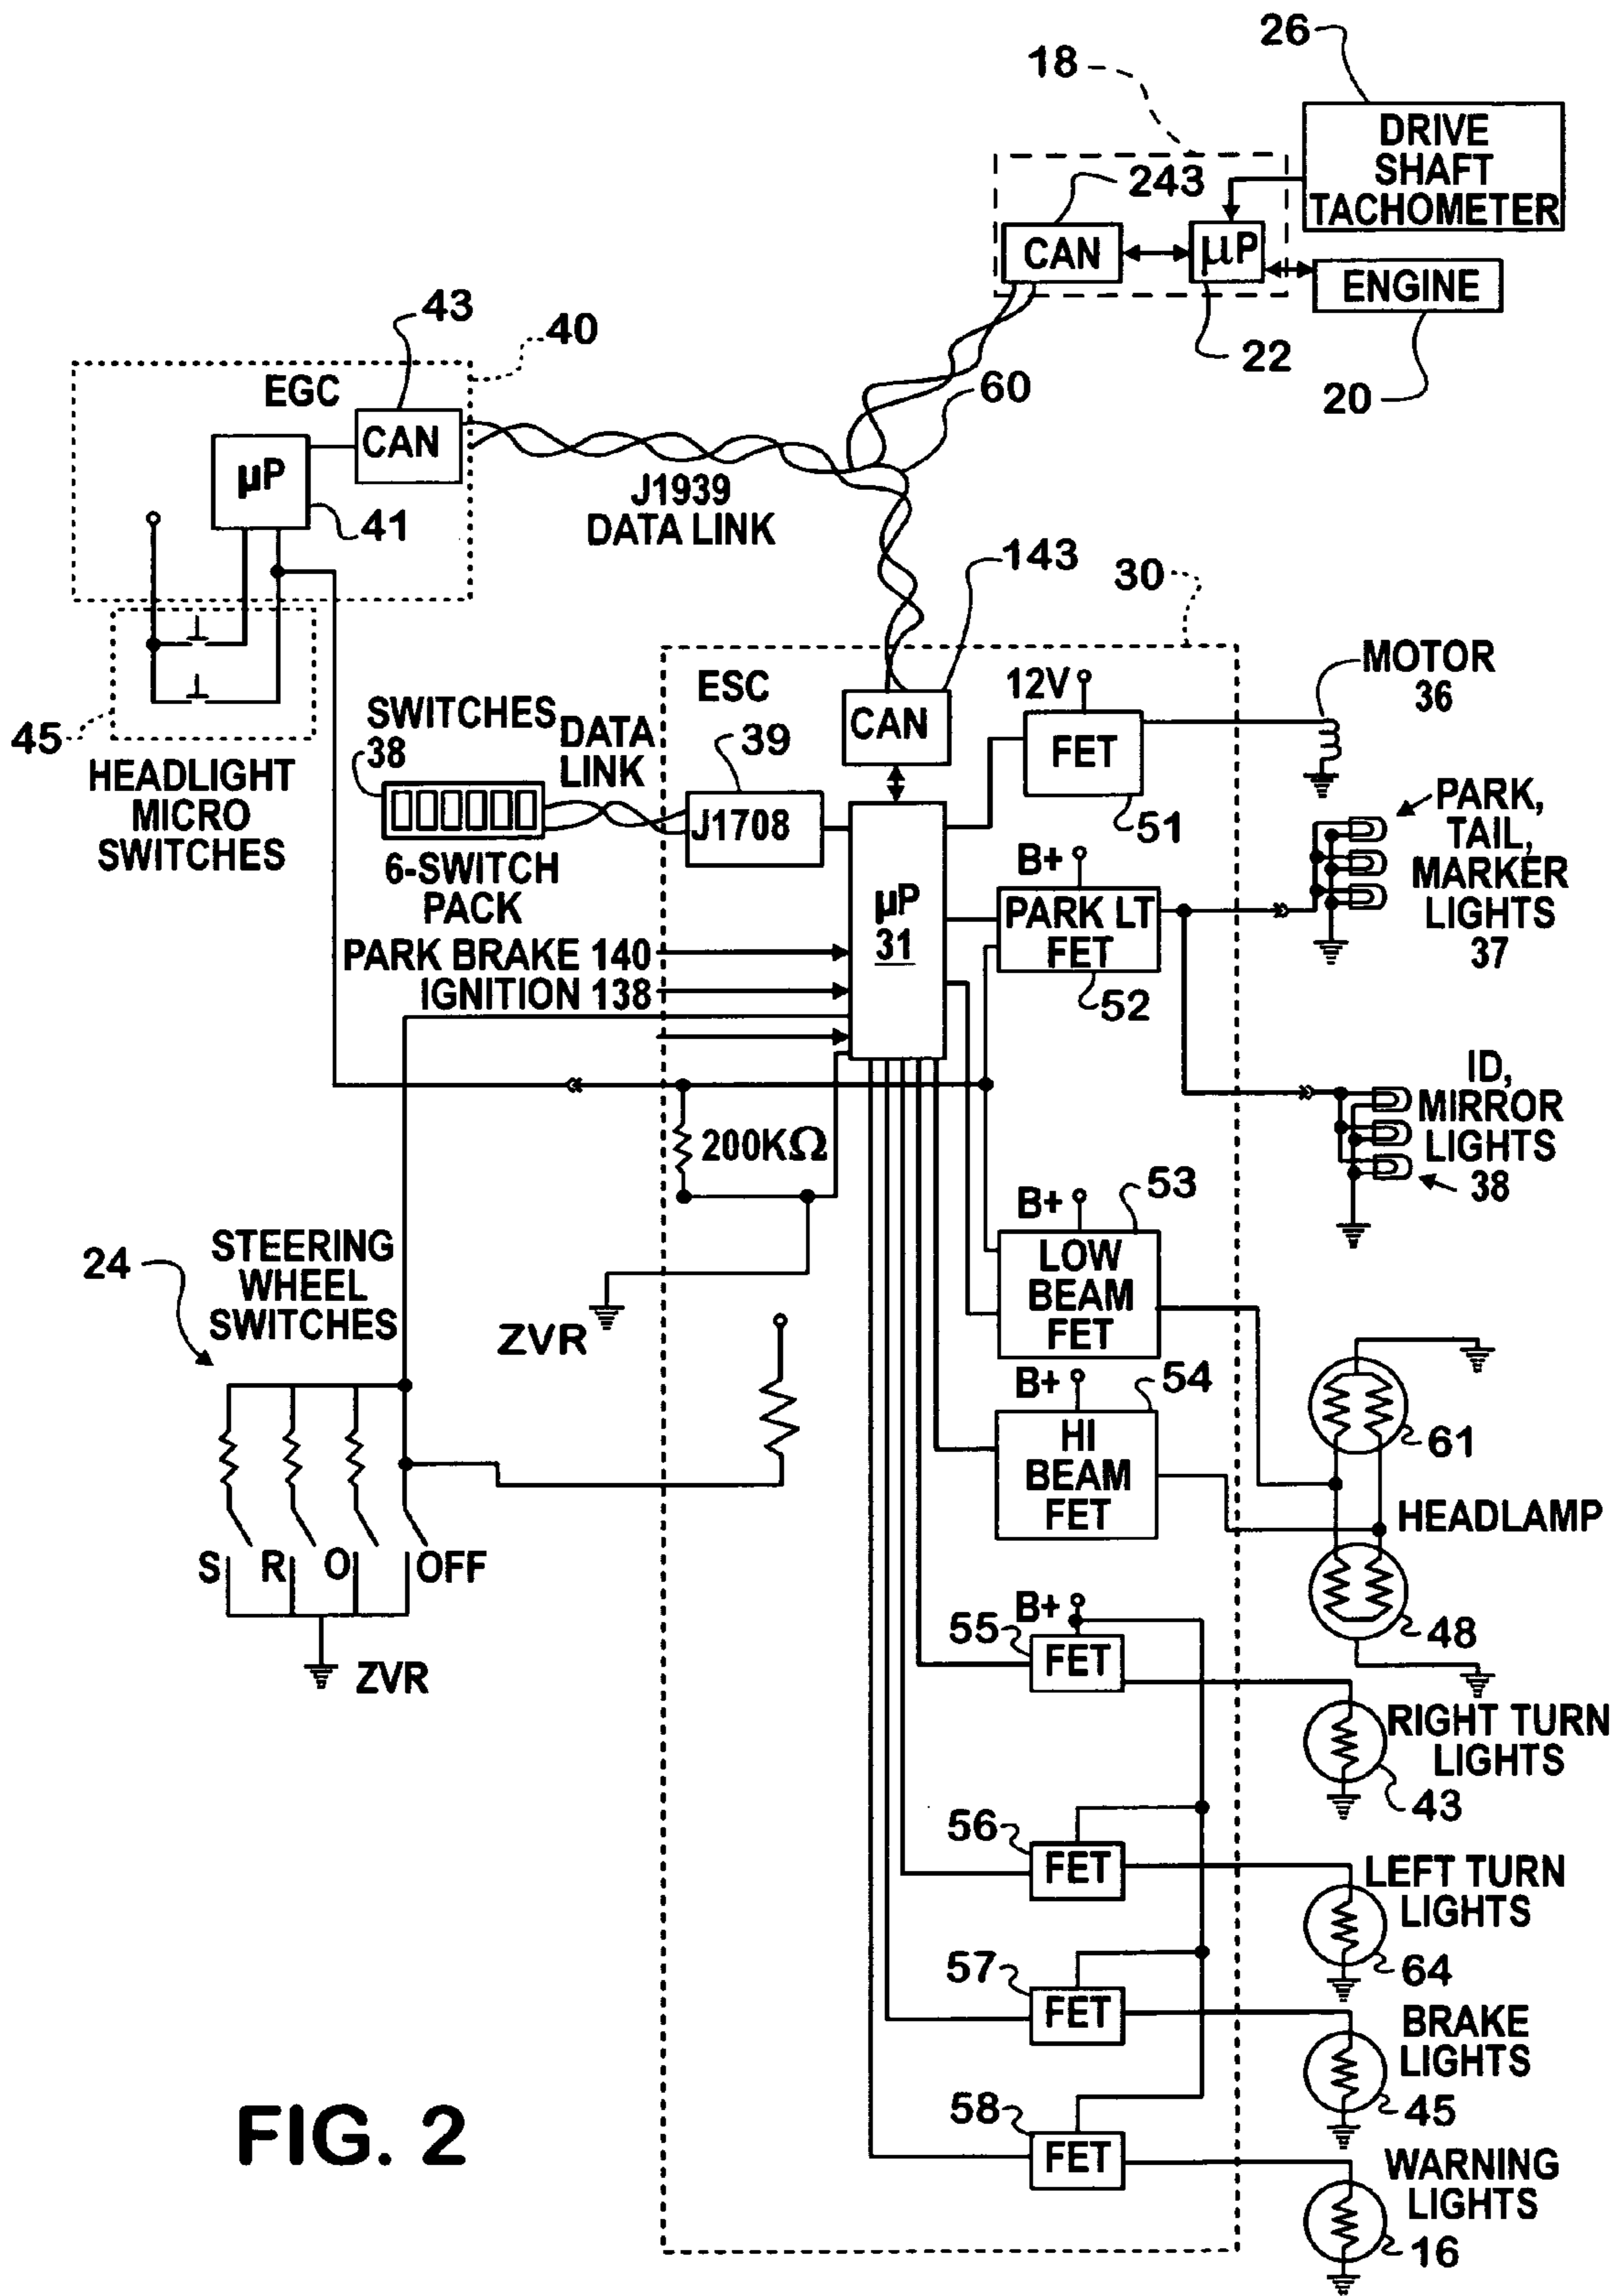 26
18
DRIVE
SHAFT
TACHOMETER
243
CAN
µP
ENGINE
22
20
43
40
EGC
CAN
µP
41
60
J1939
DATA LINK
143
30
45
HEADLIGHT
MICRO
SWITCHES
SWITCHES
38
DATA
LINK
6-SWITCH
PACK
ESC
39
J1708
CAN
12V
FET
51
MOTOR
36
PARK,
TAIL,
MARKER
LIGHTS
37
B+
PARK LT
FET
52
µP
31
PARK BRAKE 140
IGNITION 138
200KΩ
ID,
MIRROR
LIGHTS
38
B+
53
LOW
BEAM
FET
ZVR
24
STEERING
WHEEL
SWITCHES
S
R
O
OFF
ZVR
B+
54
HI
BEAM
FET
61
HEADLAMP
48
B+
55
FET
RIGHT TURN
LIGHTS
43
56
FET
LEFT TURN
LIGHTS
64
57
FET
BRAKE
LIGHTS
45
58
FET
WARNING
LIGHTS
16
FIG. 2